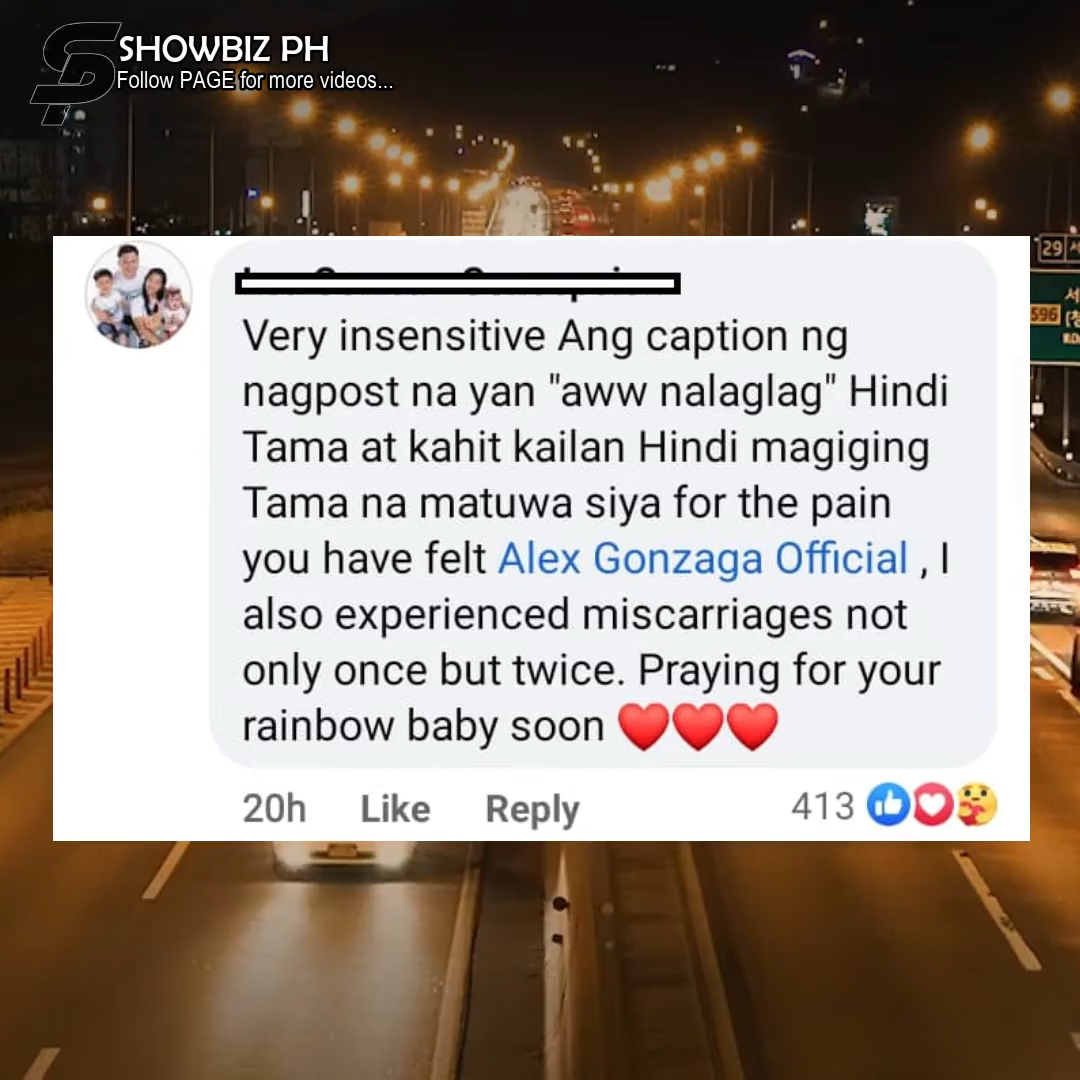 SHOWBIZ PH
Follow PAGE for more videos...
Very insensitive Ang caption ng
nagpost na yan "aww nalaglag" Hindi
Tama at kahit kailan Hindi magiging
Tama na matuwa siya for the pain
you have felt Alex Gonzaga Official , I
also experienced miscarriages not
only once but twice. Praying for your
rainbow baby soon ❤️❤️❤️
20h Like Reply 413
29
596